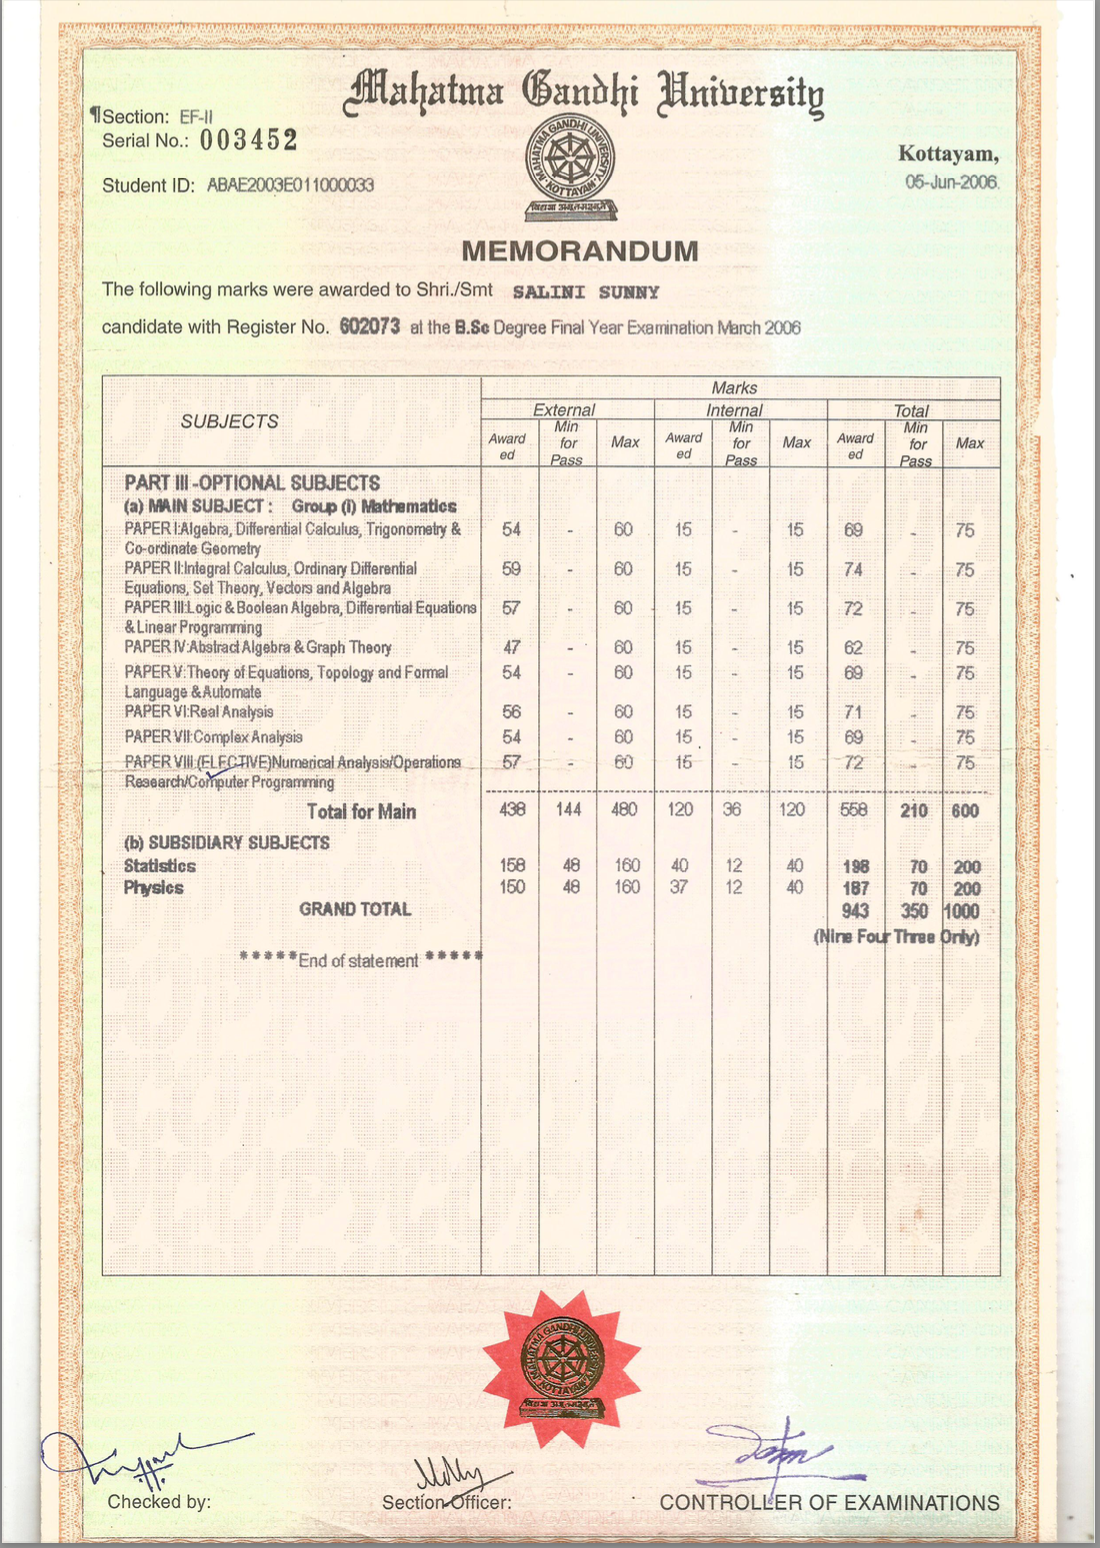 Mahatma Gandhi University
¶Section: EF-II
Serial No.: 003452
MAHATMA GANDHI UNIVERSITY
KOTTAYAM
Kottayam,
Student ID: ABAE2003E011000033
05-Jun-2006.
MEMORANDUM
The following marks were awarded to Shri./Smt SALINI SUNNY
candidate with Register No. 602073 at the B.Sc Degree Final Year Examination March 2006
Marks
SUBJECTS External Internal Total
Award ed Min for Pass Max Award ed Min for Pass Max Award ed Min for Pass Max
PART III -OPTIONAL SUBJECTS
(a) MAIN SUBJECT : Group (i) Mathematics
PAPER I:Algebra, Differential Calculus, Trigonometry & 54 - 60 15 - 15 69 - 75
Co-ordinate Geometry
PAPER II:Integral Calculus, Ordinary Differential 59 - 60 15 - 15 74 - 75
Equations, Set Theory, Vectors and Algebra
PAPER III:Logic & Boolean Algebra, Differential Equations 57 - 60 15 - 15 72 - 75
& Linear Programming
PAPER IV:Abstract Algebra & Graph Theory 47 - 60 15 - 15 62 - 75
PAPER V:Theory of Equations, Topology and Formal 54 - 60 15 - 15 69 - 75
Language & Automate
PAPER VI:Real Analysis 56 - 60 15 - 15 71 - 75
PAPER VII:Complex Analysis 54 - 60 15 - 15 69 - 75
PAPER VIII:(ELECTIVE)Numerical Analysis/Operations 57 - 60 15 - 15 72 - 75
Research/Computer Programming
Total for Main 438 144 480 120 36 120 558 210 600
(b) SUBSIDIARY SUBJECTS
Statistics 158 48 160 40 12 40 198 70 200
Physics 150 48 160 37 12 40 187 70 200
GRAND TOTAL 943 350 1000
(Nine Four Three Only)
*****End of statement *****
MAHATMA GANDHI UNIVERSITY
KOTTAYAM
Checked by:
Section Officer:
CONTROLLER OF EXAMINATIONS